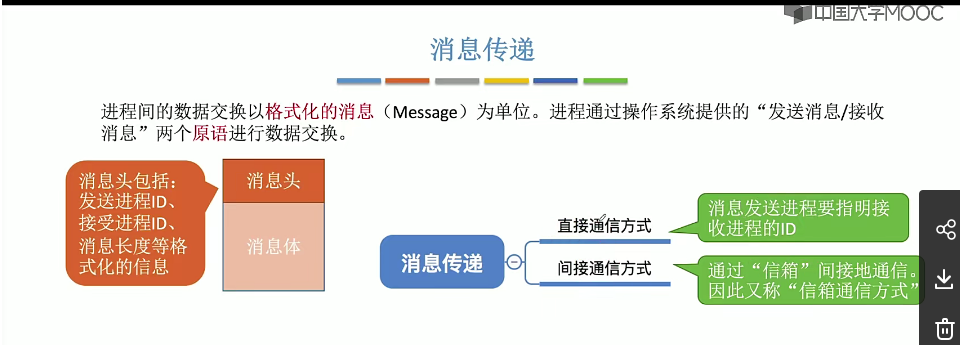 中国大学MOOC
消息传递
进程间的数据交换以格式化的消息（Message）为单位。进程通过操作系统提供的“发送消息/接收
消息”两个原语进行数据交换。
消息头包括：
发送进程ID、
接受进程ID、
消息长度等格
式化的信息
消息头
消息体
消息传递
直接通信方式
消息发送进程要指明接
收进程的ID
间接通信方式
通过“信箱”间接地通信。
因此又称“信箱通信方式”